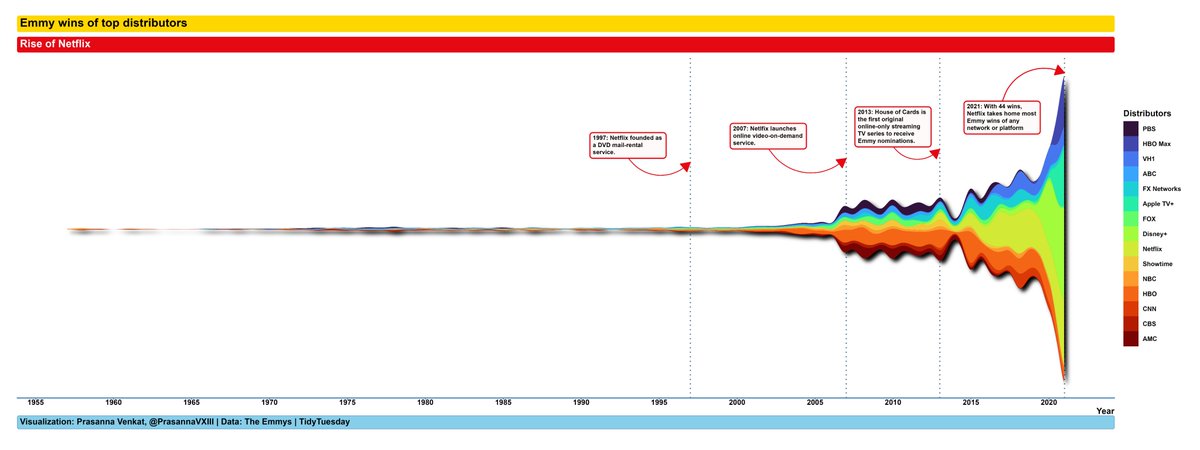 Emmy wins of top distributors
Rise of Netflix
1997: Netflix founded as
a DVD mail-rental
service.
2007: Netlfix launches
online video-on-demand
service.
2013: House of Cards is
the first original
online-only streaming
TV series to receive
Emmy nominations.
2021: With 44 wins,
Netflix takes home most
Emmy wins of any
network or platform
Distributors
PBS
HBO Max
VH1
ABC
FX Networks
Apple TV+
FOX
Disney+
Netflix
Showtime
NBC
HBO
CNN
CBS
AMC
1955 1960 1965 1970 1975 1980 1985 1990 1995 2000 2005 2010 2015 2020
Year
Visualization: Prasanna Venkat, @PrasannaVXIII | Data: The Emmys | TidyTuesday